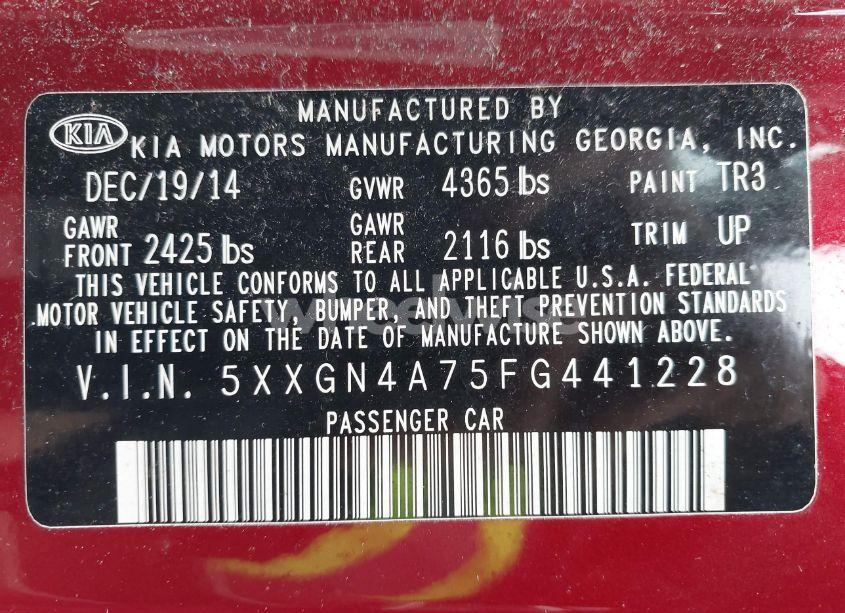 MANUFACTURED BY
KIA KIA MOTORS MANUFACTURING GEORGIA, INC.
DEC/19/14 GVWR 4365 lbs PAINT TR3
GAWR FRONT 2425 lbs GAWR REAR 2116 lbs TRIM UP
THIS VEHICLE CONFORMS TO ALL APPLICABLE U.S.A. FEDERAL
MOTOR VEHICLE SAFETY, BUMPER, AND THEFT PREVENTION STANDARDS
IN EFFECT ON THE DATE OF MANUFACTURE SHOWN ABOVE.
V.I.N. 5XXGN4A75FG441228
PASSENGER CAR